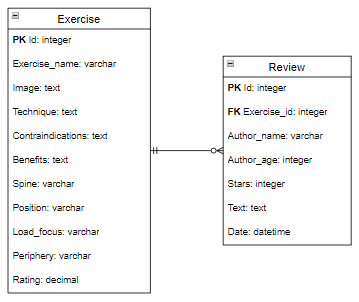 Exercise
PK Id: integer
Exercise_name: varchar
Image: text
Technique: text
Contraindications: text
Benefits: text
Spine: varchar
Position: varchar
Load_focus: varchar
Periphery: varchar
Rating: decimal
Review
PK Id: integer
FK Exercise_id: integer
Author_name: varchar
Author_age: integer
Stars: integer
Text: text
Date: datetime